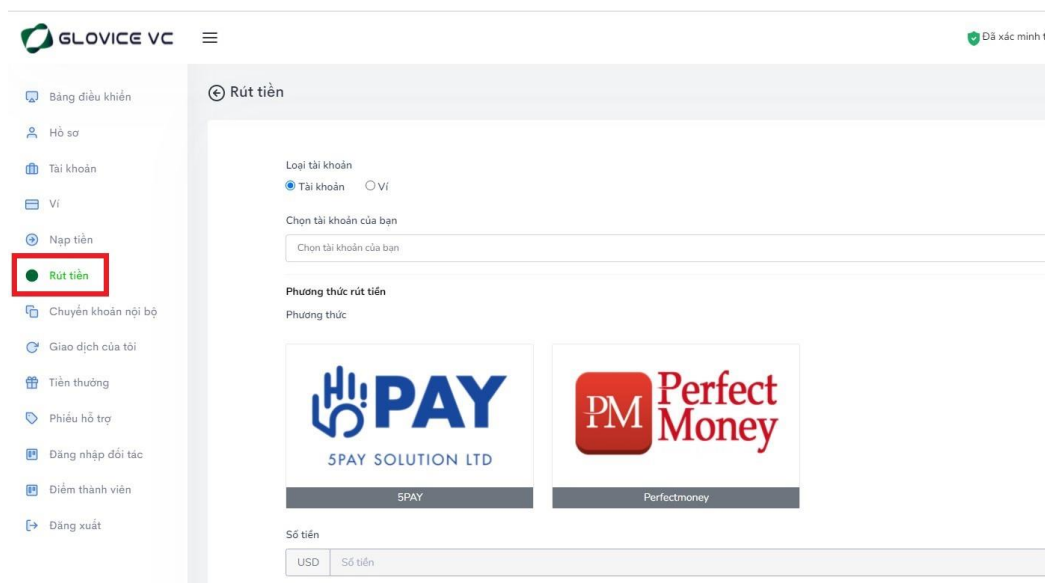 GLOVICE VC
Đã xác minh t
Bảng điều khiển
Hồ sơ
Tài khoản
Ví
Nạp tiền
Rút tiền
Chuyển khoản nội bộ
Giao dịch của tôi
Tiền thưởng
Phiếu hỗ trợ
Đăng nhập đối tác
Điểm thành viên
Đăng xuất
Rút tiền
Loại tài khoản
Tài khoản Ví
Chọn tài khoản của bạn
Chọn tài khoản của bạn
Phương thức rút tiền
Phương thức
5PAY
5PAY SOLUTION LTD
5PAY
PM Perfect
Money
Perfectmoney
Số tiền
USD Số tiền